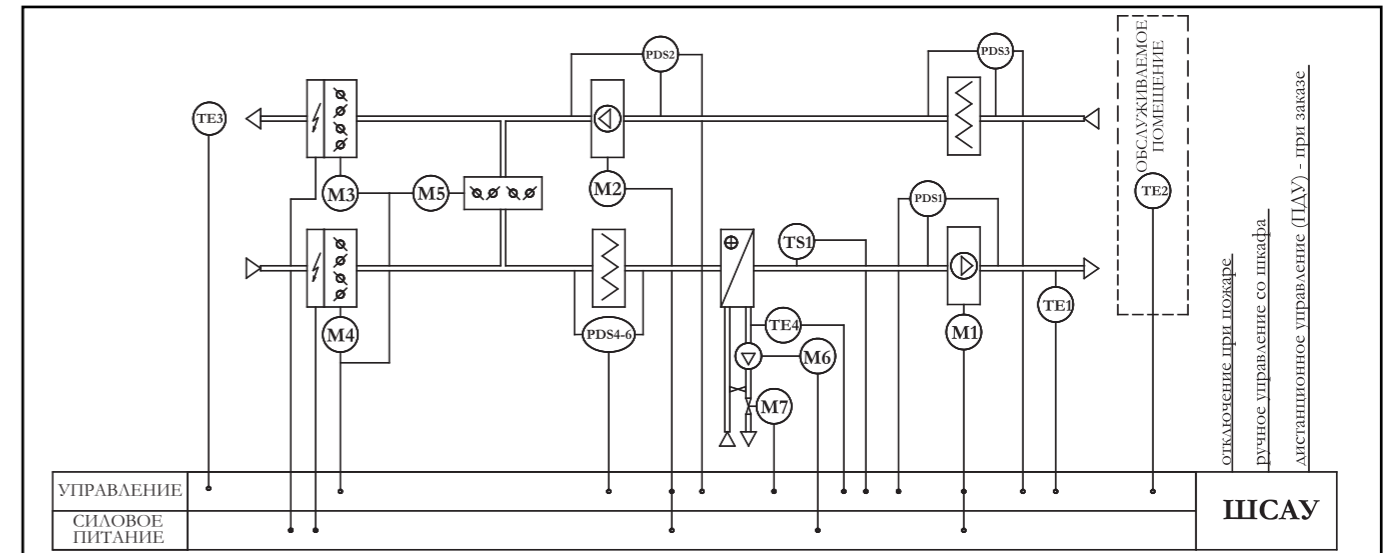 PDS2
PDS3
ОБСЛУЖИВАЕМОЕ
ПОМЕЩЕНИЕ
TE3
M3
M5
M2
TE2
PDS1
TS1
M4
PDS4-6
TE4
M6
M1
TE1
M7
отключение при пожаре
ручное управление со шкафа
дистанционное управление (ПДУ) - при заказе
УПРАВЛЕНИЕ
СИЛОВОЕ
ПИТАНИЕ
ШСАУ